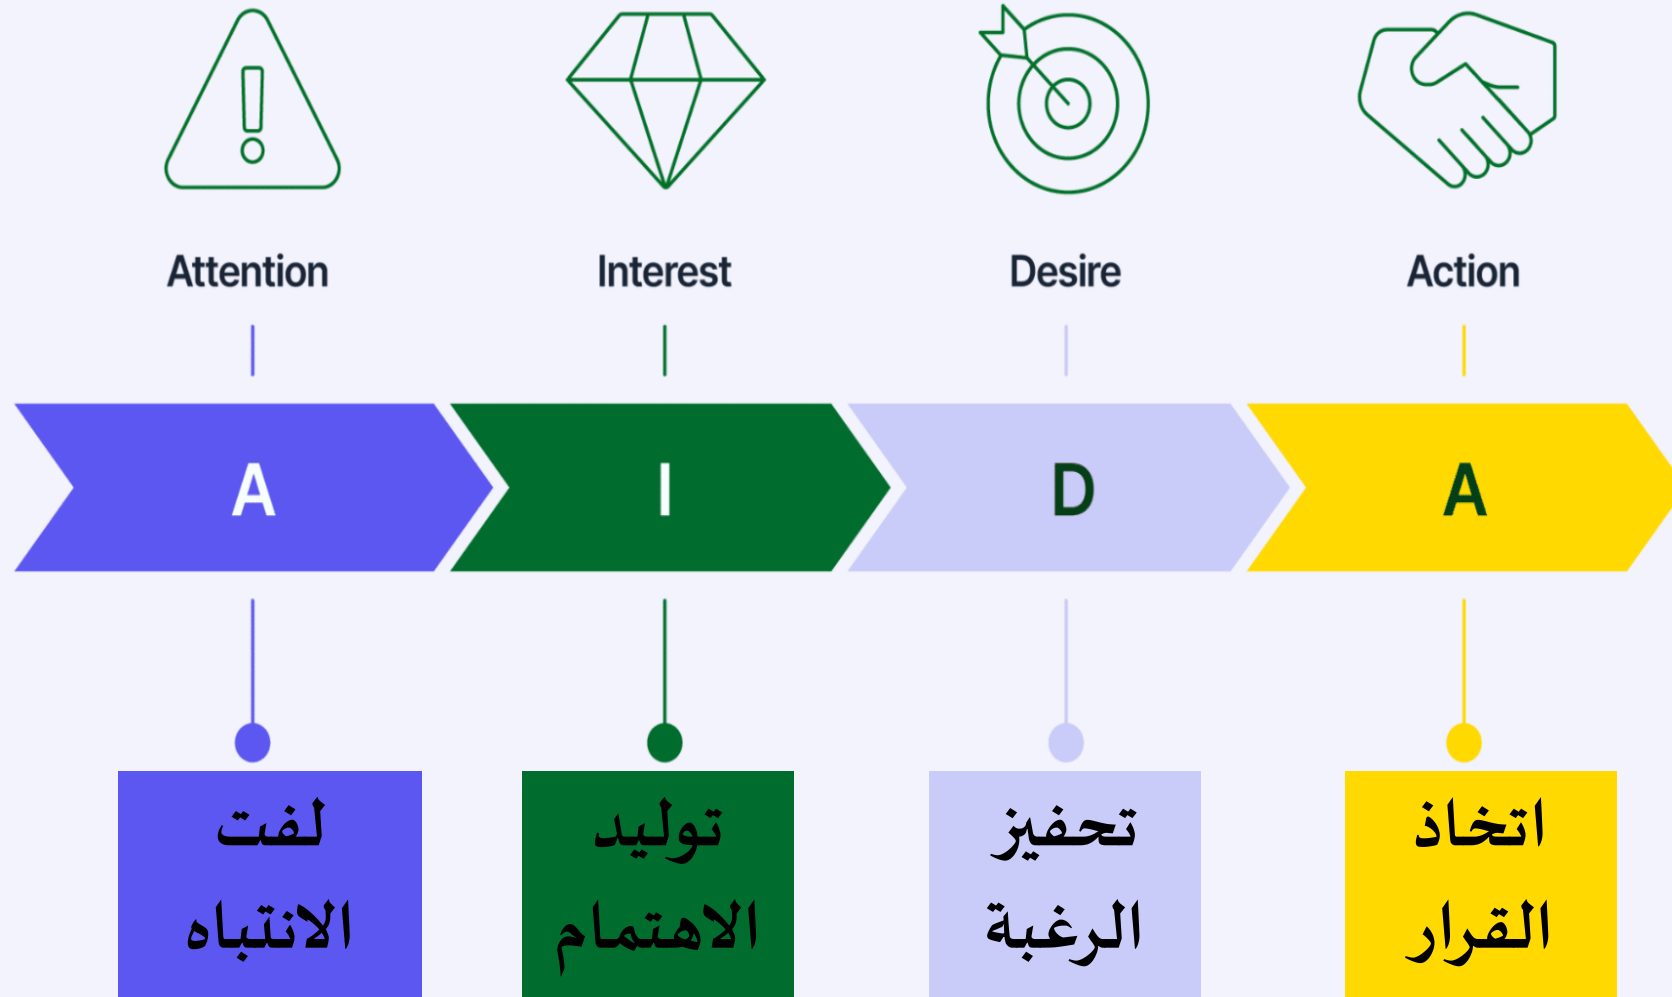 Attention
Interest
Desire
Action
A
I
D
A
لفت
الانتباه
توليد
الاهتمام
تحفيز
الرغبة
اتخاذ
القرار